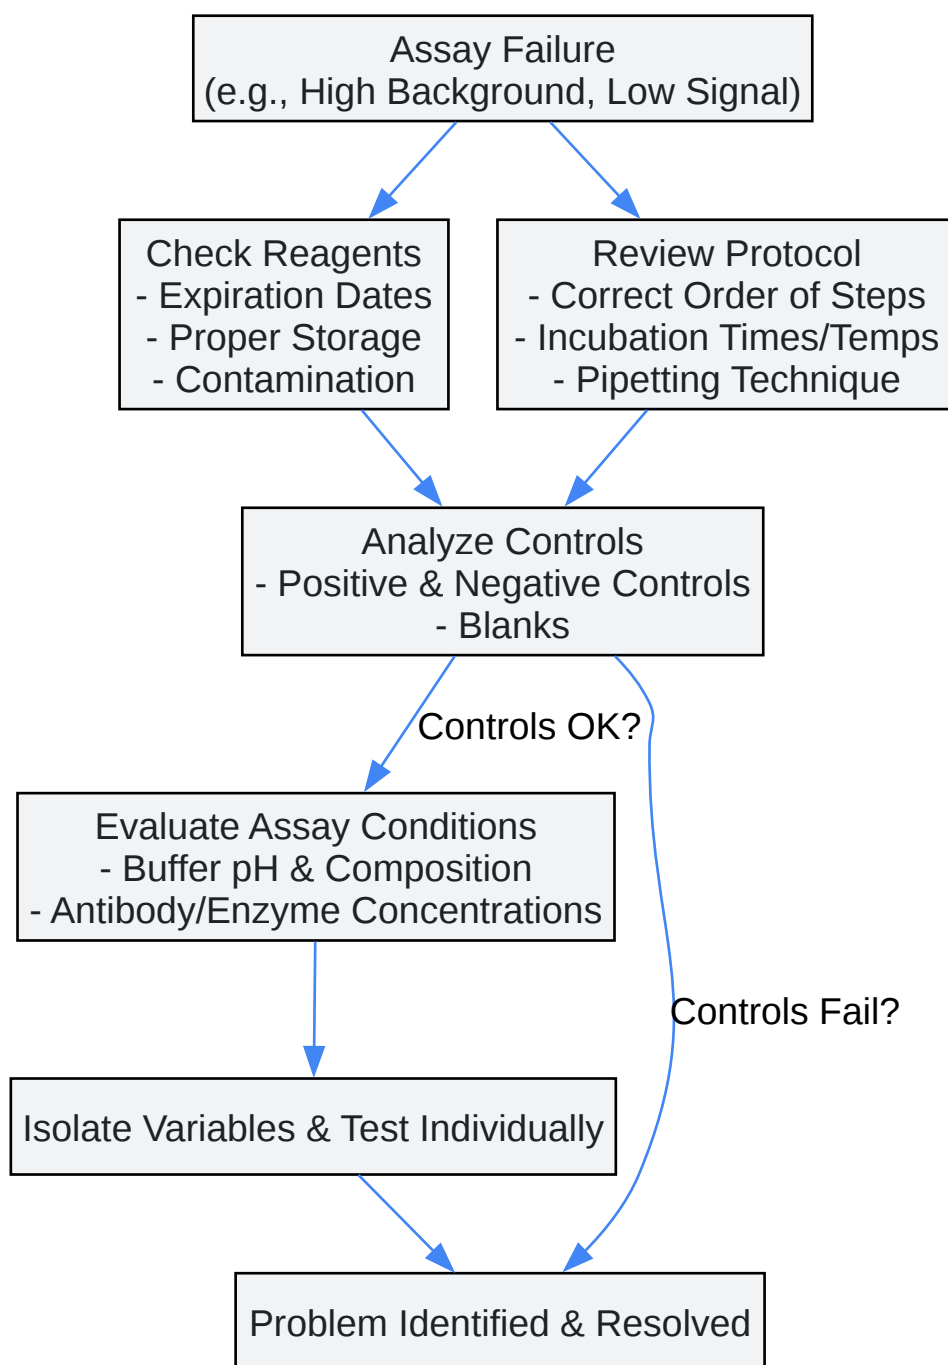 Assay Failure
(e.g., High Background, Low Signal)
Check Reagents
- Expiration Dates
- Proper Storage
- Contamination
Review Protocol
- Correct Order of Steps
- Incubation Times/Temps
- Pipetting Technique
Analyze Controls
- Positive & Negative Controls
- Blanks
Controls OK?
Evaluate Assay Conditions
- Buffer pH & Composition
- Antibody/Enzyme Concentrations
Controls Fail?
Isolate Variables & Test Individually
Problem Identified & Resolved